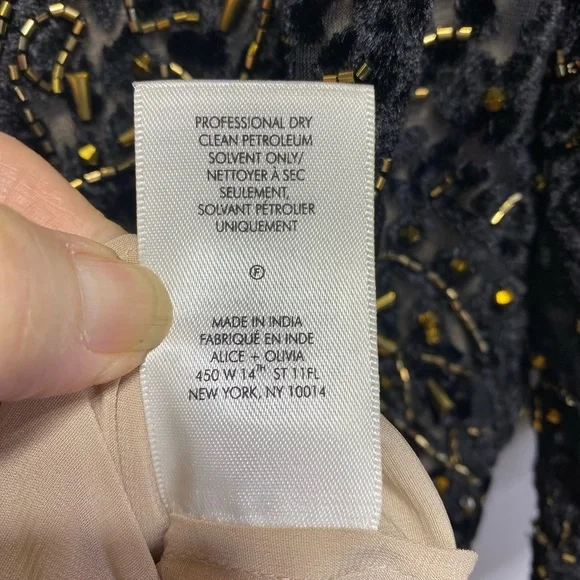 PROFESSIONAL DRY
CLEAN PETROLEUM
SOLVENT ONLY/
NETTOYER À SEC
SEULEMENT,
SOLVANT PÉTROLIER
UNIQUEMENT
F
MADE IN INDIA
FABRIQUÉ EN INDE
ALICE + OLIVIA
450 W 14TH ST 11FL
NEW YORK, NY 10014